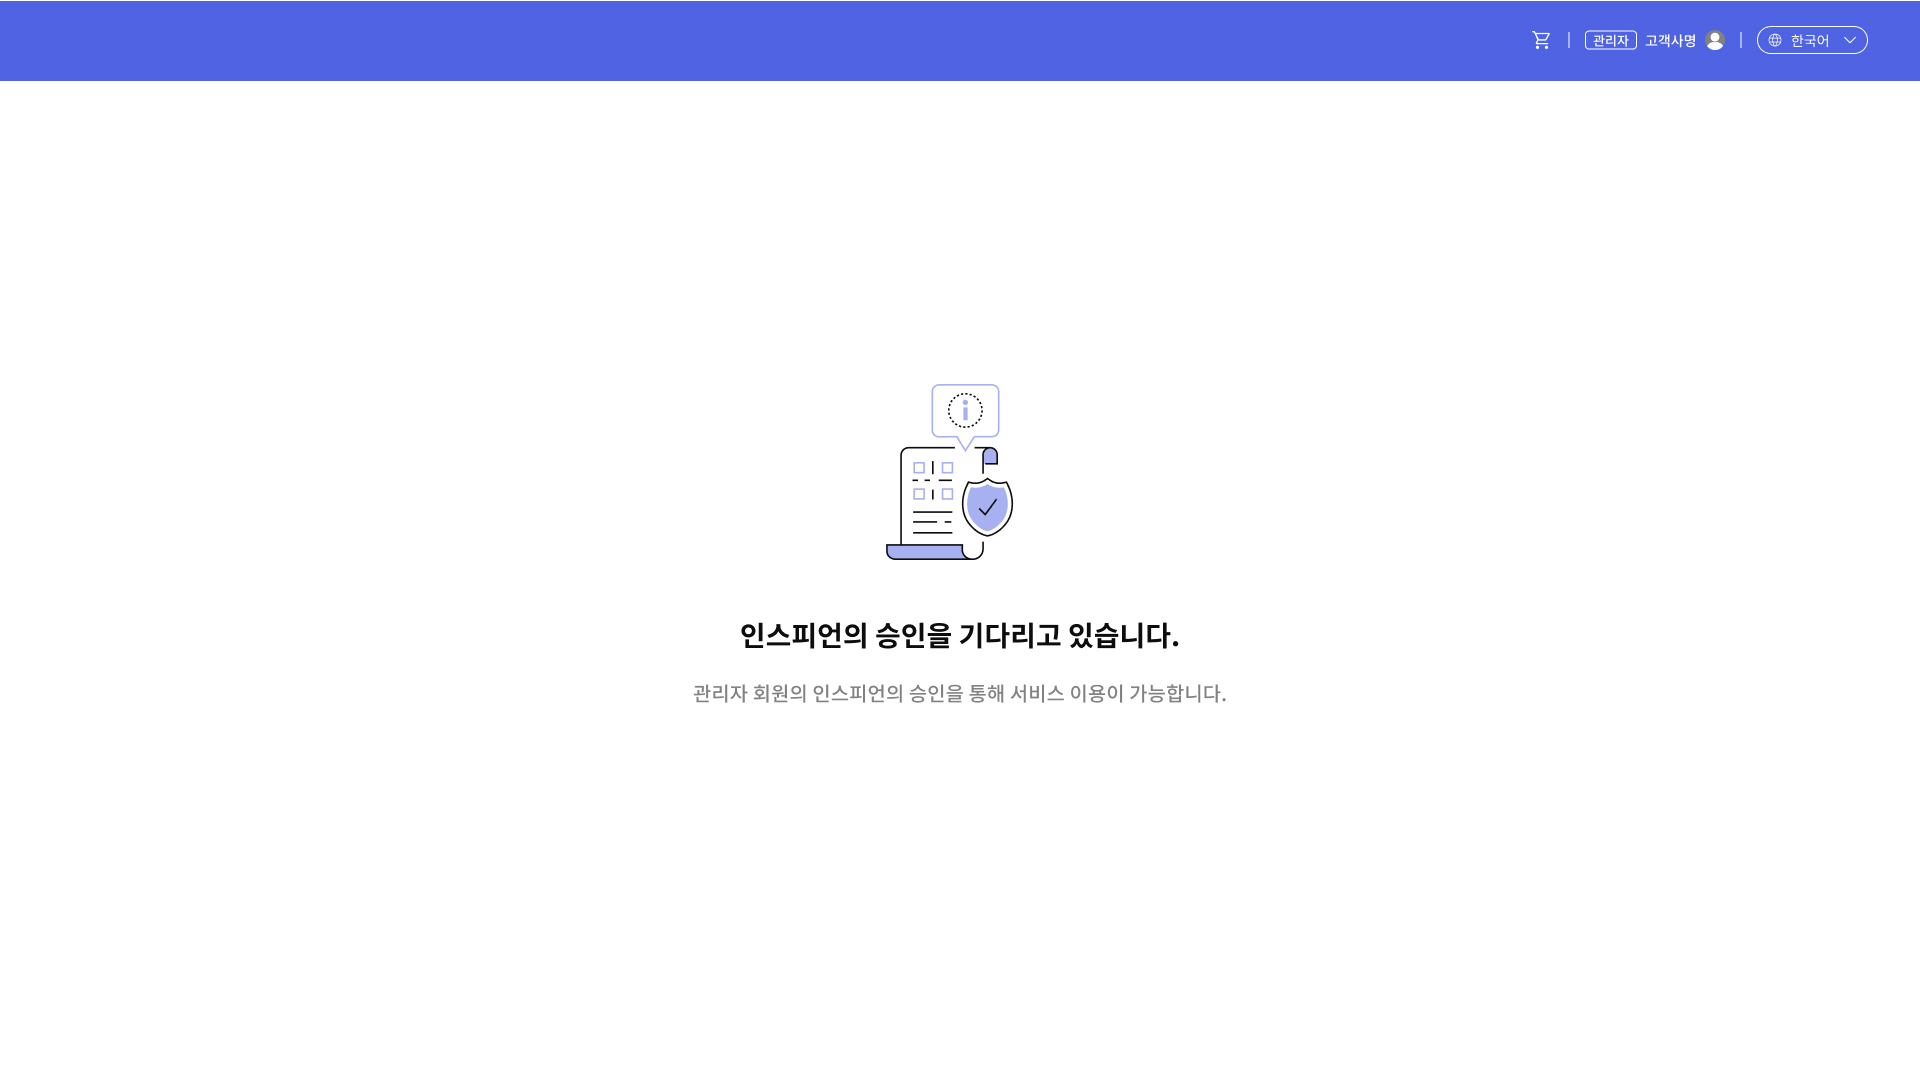 관리자 고객사명 한국어
인스피언의 승인을 기다리고 있습니다.
관리자 회원의 인스피언의 승인을 통해 서비스 이용이 가능합니다.